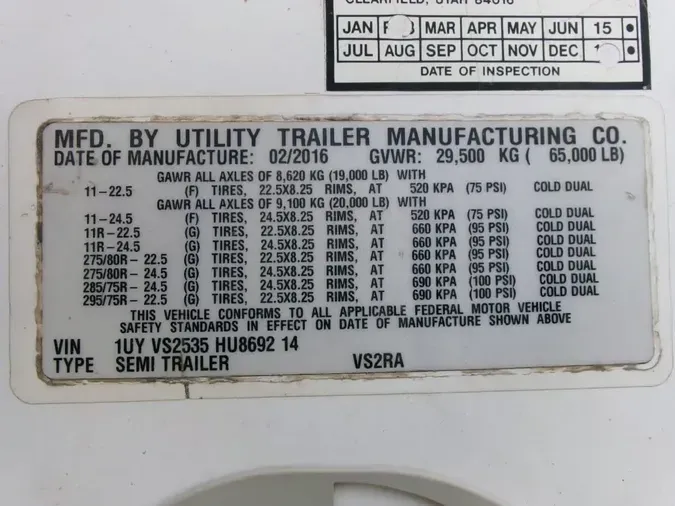 CLEARFIELD, UTAH 84016
JAN MAR APR MAY JUN 15 •
JUL AUG SEP OCT NOV DEC •
DATE OF INSPECTION
MFD. BY UTILITY TRAILER MANUFACTURING CO.
DATE OF MANUFACTURE: 02/2016 GVWR: 29,500 KG ( 65,000 LB)
GAWR ALL AXLES OF 8,620 KG (19,000 LB) WITH
11-22.5 (F) TIRES, 22.5X8.25 RIMS, AT 520 KPA (75 PSI) COLD DUAL
GAWR ALL AXLES OF 9,100 KG (20,000 LB) WITH
11-24.5 (F) TIRES, 24.5X8.25 RIMS, AT 520 KPA (75 PSI) COLD DUAL
11R-22.5 (G) TIRES, 22.5X8.25 RIMS, AT 660 KPA (95 PSI) COLD DUAL
11R-24.5 (G) TIRES, 24.5X8.25 RIMS, AT 660 KPA (95 PSI) COLD DUAL
275/80R-22.5 (G) TIRES, 22.5X8.25 RIMS, AT 660 KPA (95 PSI) COLD DUAL
275/80R-24.5 (G) TIRES, 24.5X8.25 RIMS, AT 660 KPA (95 PSI) COLD DUAL
285/75R-24.5 (G) TIRES, 24.5X8.25 RIMS, AT 690 KPA (100 PSI) COLD DUAL
295/75R-22.5 (G) TIRES, 22.5X8.25 RIMS, AT 690 KPA (100 PSI) COLD DUAL
THIS VEHICLE CONFORMS TO ALL APPLICABLE FEDERAL MOTOR VEHICLE
SAFETY STANDARDS IN EFFECT ON DATE OF MANUFACTURE SHOWN ABOVE
VIN 1UY VS2535 HU8692 14
TYPE SEMI TRAILER VS2RA